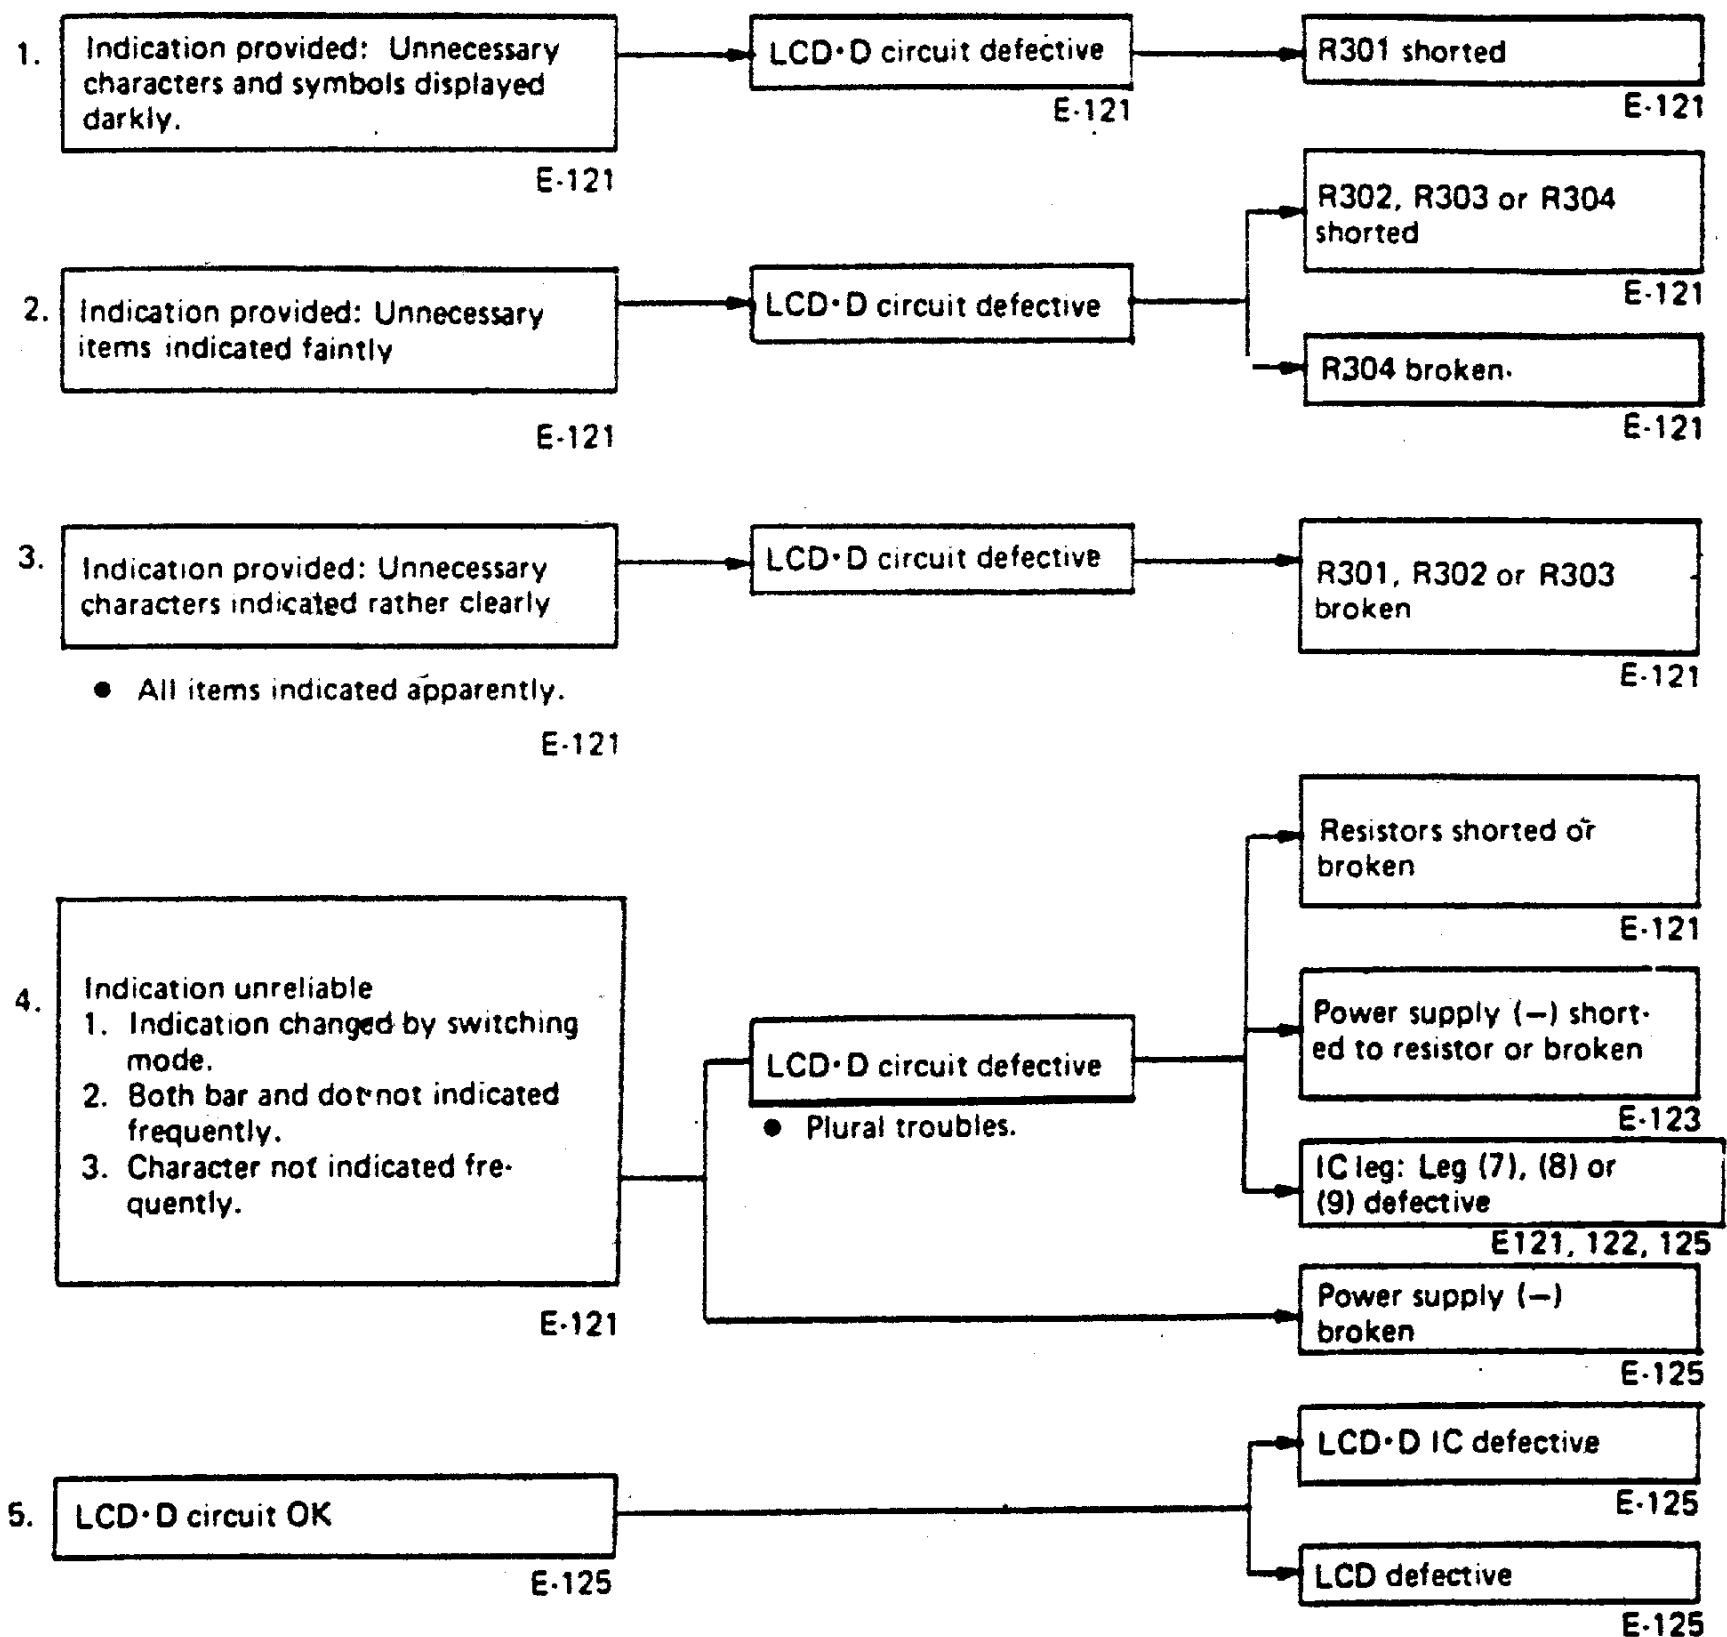 1. Indication provided: Unnecessary
characters and symbols displayed
darkly.
E-121
LCD·D circuit defective
E-121
R301 shorted
E-121
2. Indication provided: Unnecessary
items indicated faintly
E-121
LCD·D circuit defective
R302, R303 or R304
shorted
E-121
R304 broken.
E-121
3. Indication provided: Unnecessary
characters indicated rather clearly
● All items indicated apparently.
E-121
LCD·D circuit defective
R301, R302 or R303
broken
E-121
4. Indication unreliable
1. Indication changed by switching
mode.
2. Both bar and dot not indicated
frequently.
3. Character not indicated fre-
quently.
E-121
LCD·D circuit defective
● Plural troubles.
Resistors shorted or
broken
E-121
Power supply (—) short-
ed to resistor or broken
E-123
IC leg: Leg (7), (8) or
(9) defective
E121, 122, 125
Power supply (—)
broken
E-125
5. LCD·D circuit OK
E-125
LCD·D IC defective
E-125
LCD defective
E-125